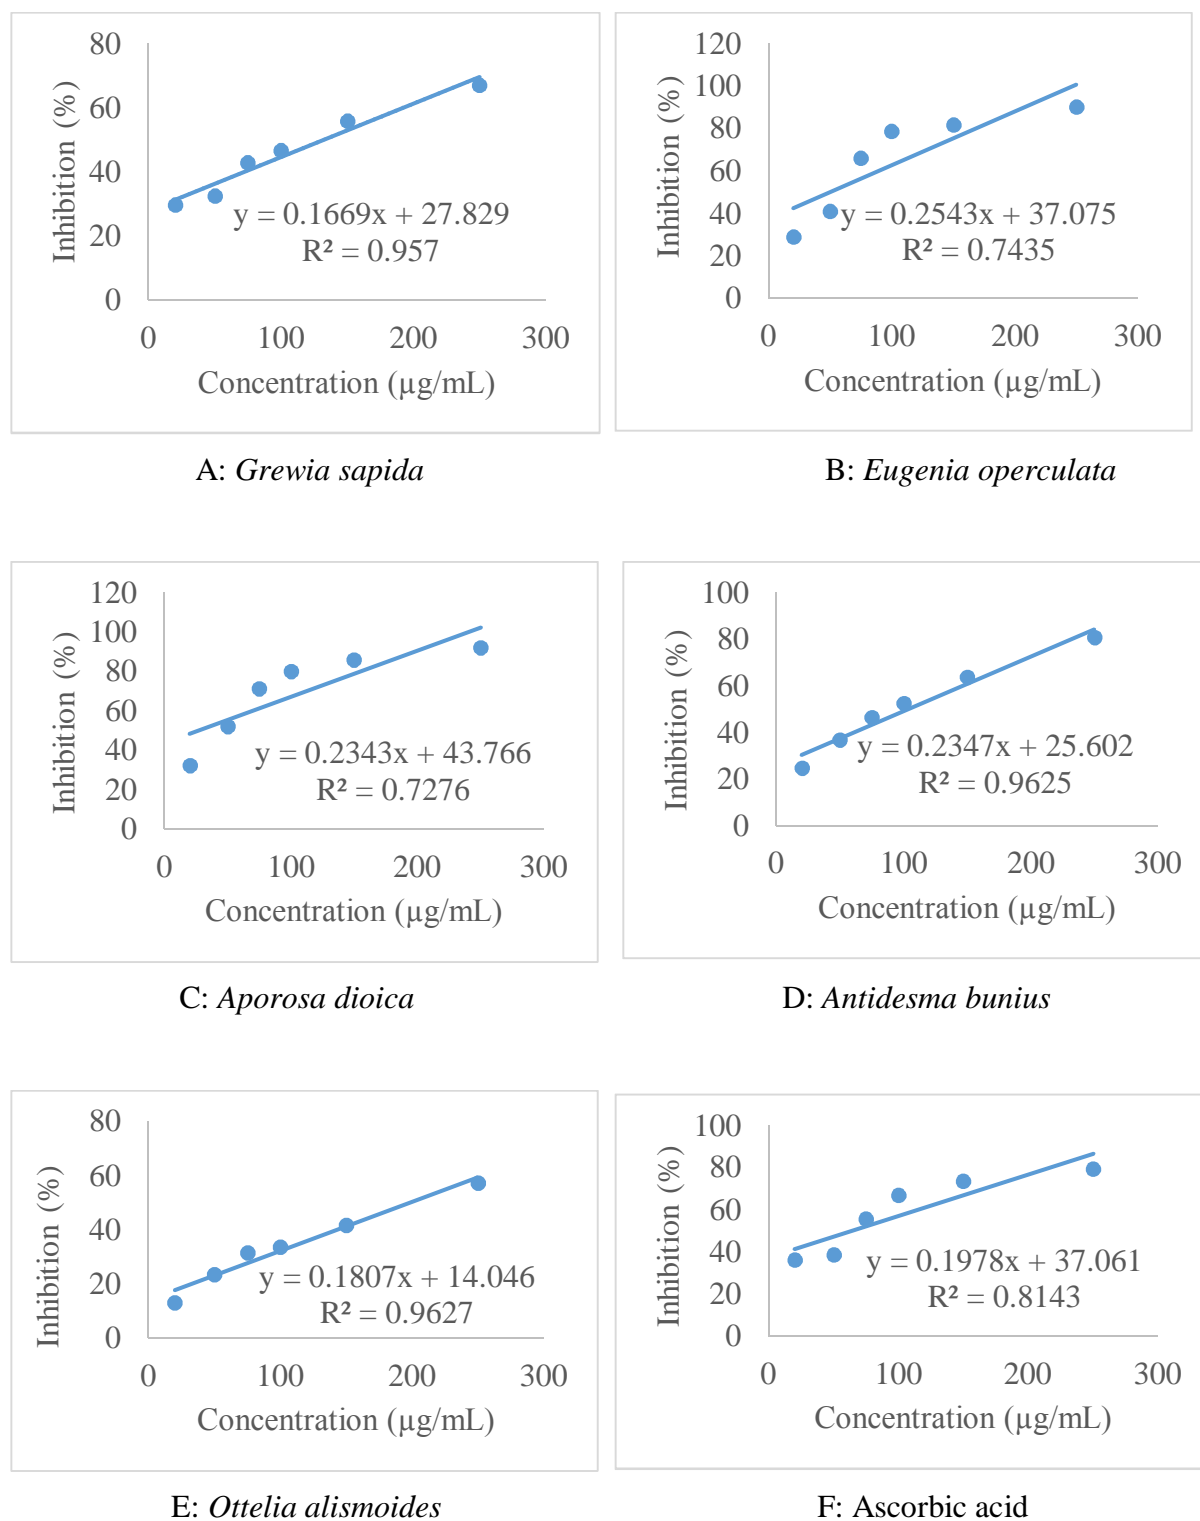 80
60
40
20
0
Inhibition (%)
y = 0.1669x + 27.829
R² = 0.957
0 100 200 300
Concentration (µg/mL)
A: Grewia sapida
120
100
80
60
40
20
0
Inhibition (%)
y = 0.2543x + 37.075
R² = 0.7435
0 100 200 300
Concentration (µg/mL)
B: Eugenia operculata
120
100
80
60
40
20
0
Inhibition (%)
y = 0.2343x + 43.766
R² = 0.7276
0 100 200 300
Concentration (µg/mL)
C: Aporosa dioica
100
80
60
40
20
0
Inhibition (%)
y = 0.2347x + 25.602
R² = 0.9625
0 100 200 300
Concentration (µg/mL)
D: Antidesma bunius
80
60
40
20
0
Inhibition (%)
y = 0.1807x + 14.046
R² = 0.9627
0 100 200 300
Concentration (µg/mL)
E: Ottelia alismoides
100
80
60
40
20
0
Inhibition (%)
y = 0.1978x + 37.061
R² = 0.8143
0 100 200 300
Concentration (µg/mL)
F: Ascorbic acid